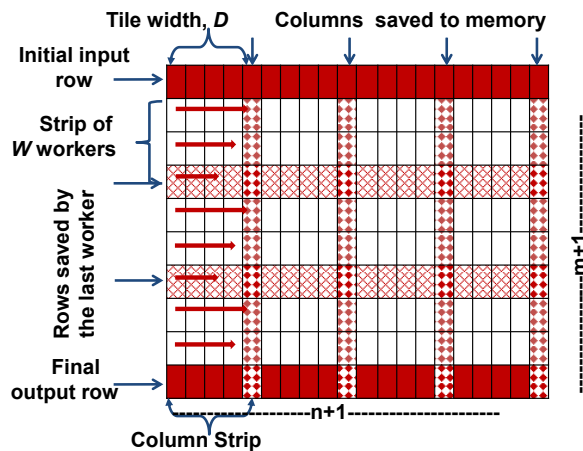 Tile width, D
Columns saved to memory
Initial input
row
Strip of
W workers
Rows saved by
the last worker
Final
output row
m+1
n+1
Column Strip